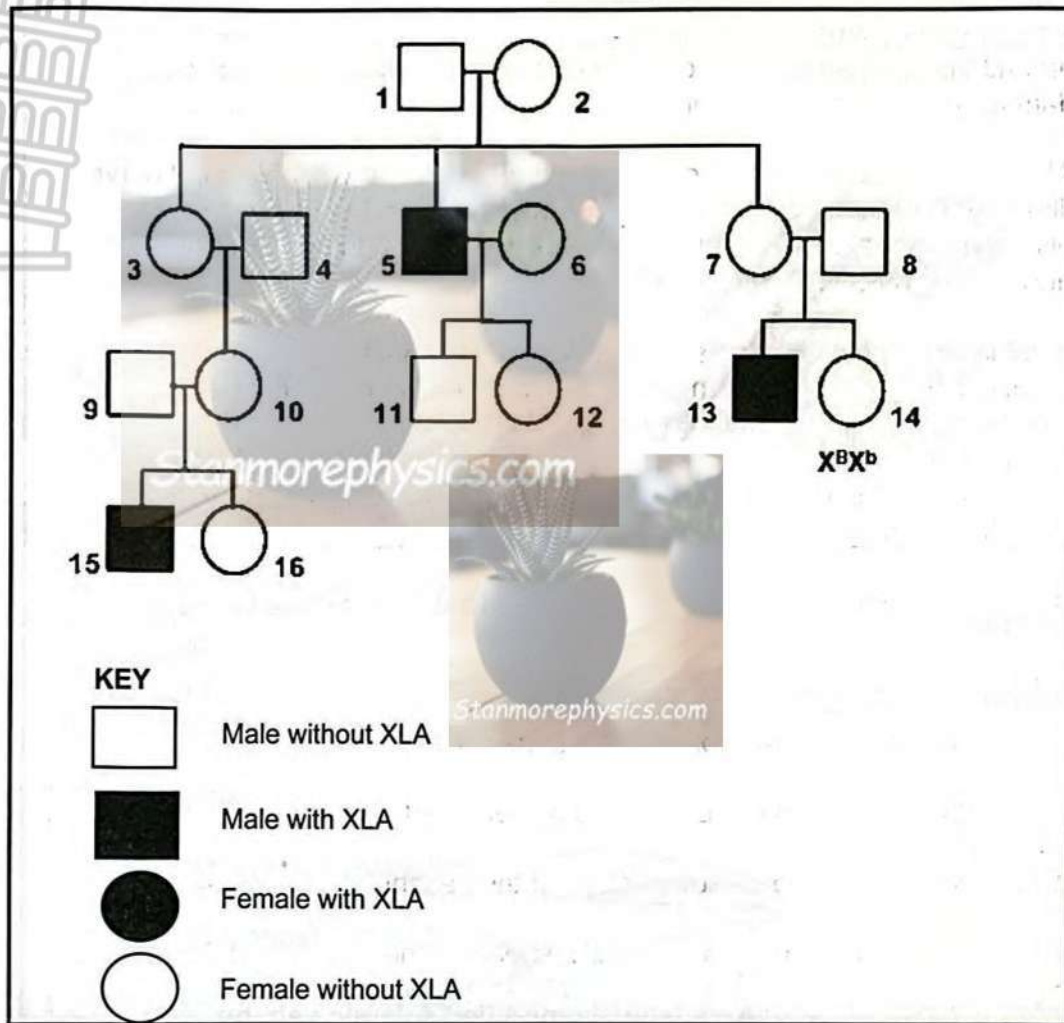 1 2
3 4 5 6 7 8
9 10 11 12 13 14
X^B X^b
Stanmorephysics.com
15 16
KEY
Stanmorephysics.com
Male without XLA
Male with XLA
Female with XLA
Female without XLA